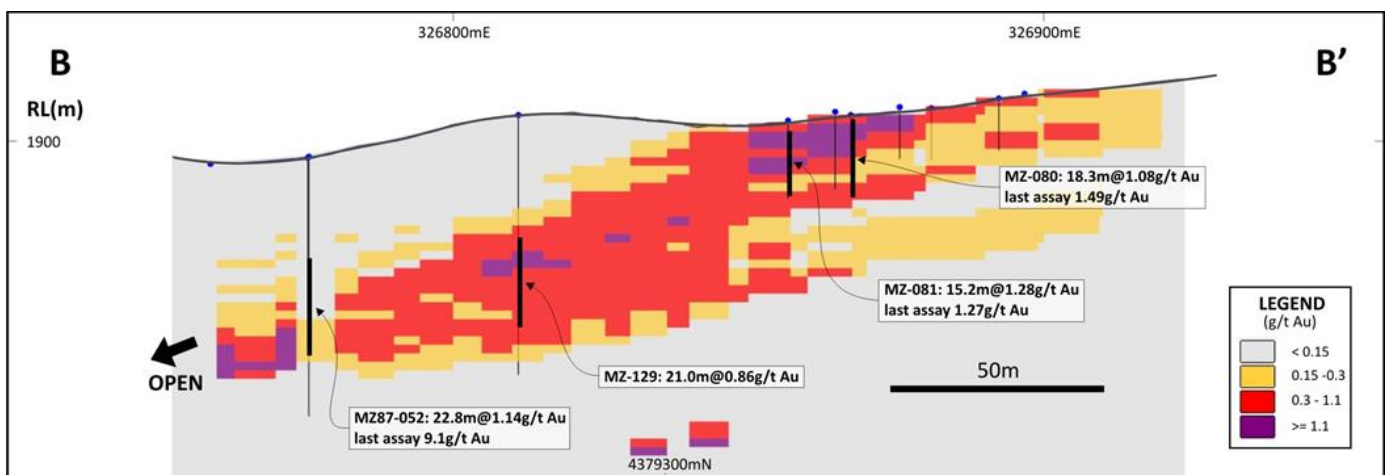 326800mE
326900mE
B
B’
RL(m)
1900
MZ-080: 18.3m@1.08g/t Au
last assay 1.49g/t Au
MZ-081: 15.2m@1.28g/t Au
last assay 1.27g/t Au
LEGEND
(g/t Au)
< 0.15
0.15 -0.3
0.3 - 1.1
>= 1.1
50m
OPEN
MZ-129: 21.0m@0.86g/t Au
MZ87-052: 22.8m@1.14g/t Au
last assay 9.1g/t Au
4379300mN